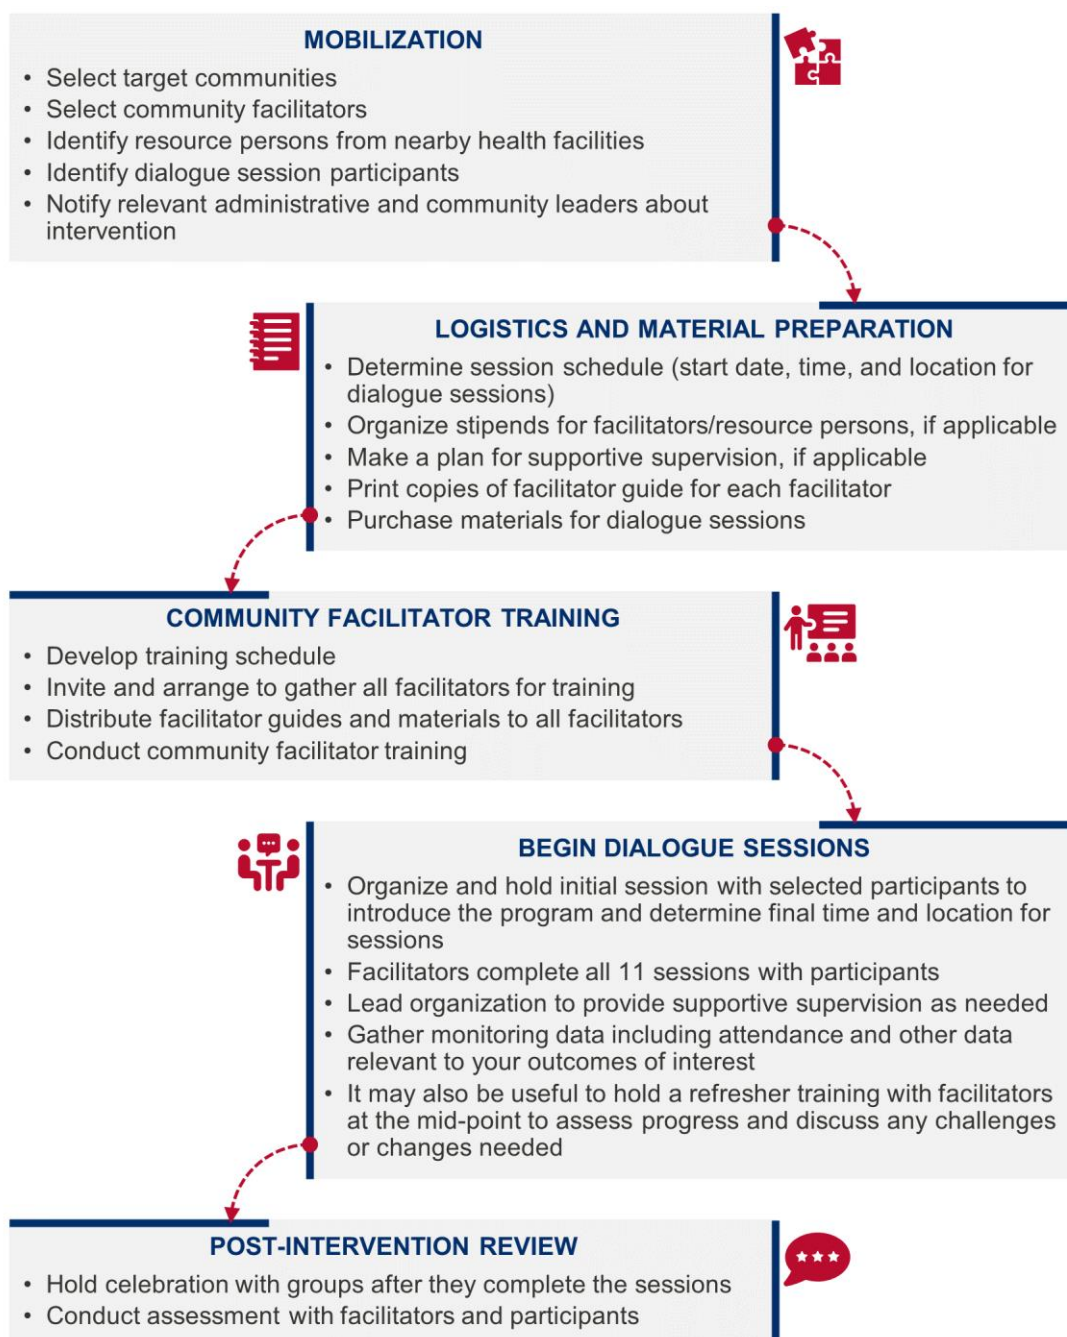 MOBILIZATION
• Select target communities
• Select community facilitators
• Identify resource persons from nearby health facilities
• Identify dialogue session participants
• Notify relevant administrative and community leaders about
intervention
LOGISTICS AND MATERIAL PREPARATION
• Determine session schedule (start date, time, and location for
dialogue sessions)
• Organize stipends for facilitators/resource persons, if applicable
• Make a plan for supportive supervision, if applicable
• Print copies of facilitator guide for each facilitator
• Purchase materials for dialogue sessions
COMMUNITY FACILITATOR TRAINING
• Develop training schedule
• Invite and arrange to gather all facilitators for training
• Distribute facilitator guides and materials to all facilitators
• Conduct community facilitator training
BEGIN DIALOGUE SESSIONS
• Organize and hold initial session with selected participants to
introduce the program and determine final time and location for
sessions
• Facilitators complete all 11 sessions with participants
• Lead organization to provide supportive supervision as needed
• Gather monitoring data including attendance and other data
relevant to your outcomes of interest
• It may also be useful to hold a refresher training with facilitators
at the mid-point to assess progress and discuss any challenges
or changes needed
POST-INTERVENTION REVIEW
• Hold celebration with groups after they complete the sessions
• Conduct assessment with facilitators and participants